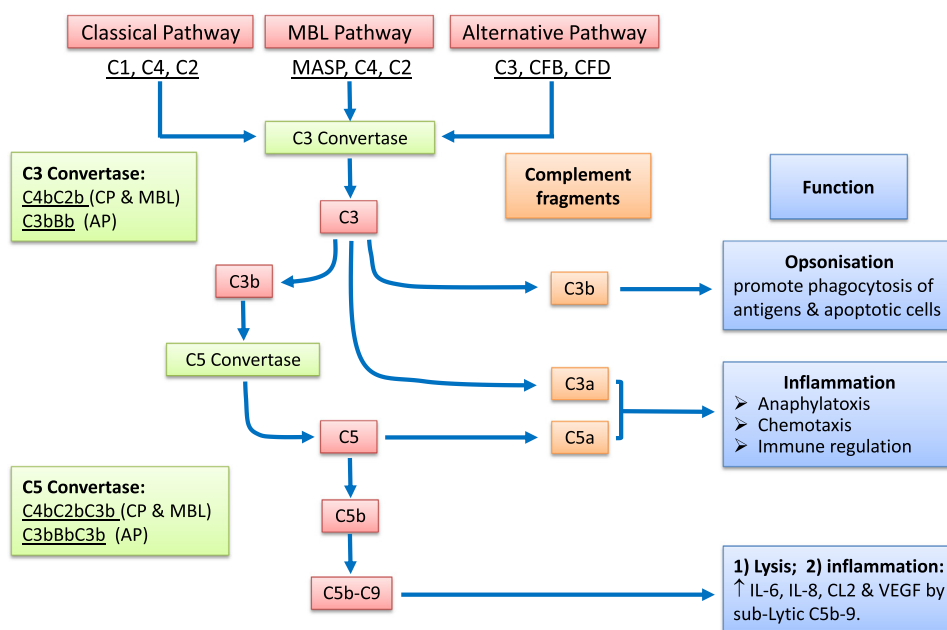 Classical Pathway
MBL Pathway
Alternative Pathway
C1, C4, C2
MASP, C4, C2
C3, CFB, CFD
C3 Convertase
C3 Convertase:
C4bC2b (CP & MBL)
C3bBb (AP)
Complement
fragments
Function
C3
C3b
C3b
Opsonisation
promote phagocytosis of
antigens & apoptotic cells
C5 Convertase
C3a
Inflammation
➢ Anaphylatoxis
➢ Chemotaxis
➢ Immune regulation
C5
C5a
C5 Convertase:
C4bC2bC3b (CP & MBL)
C3bBbC3b (AP)
C5b
C5b-C9
1) Lysis; 2) inflammation:
↑ IL-6, IL-8, CL2 & VEGF by
sub-Lytic C5b-9.